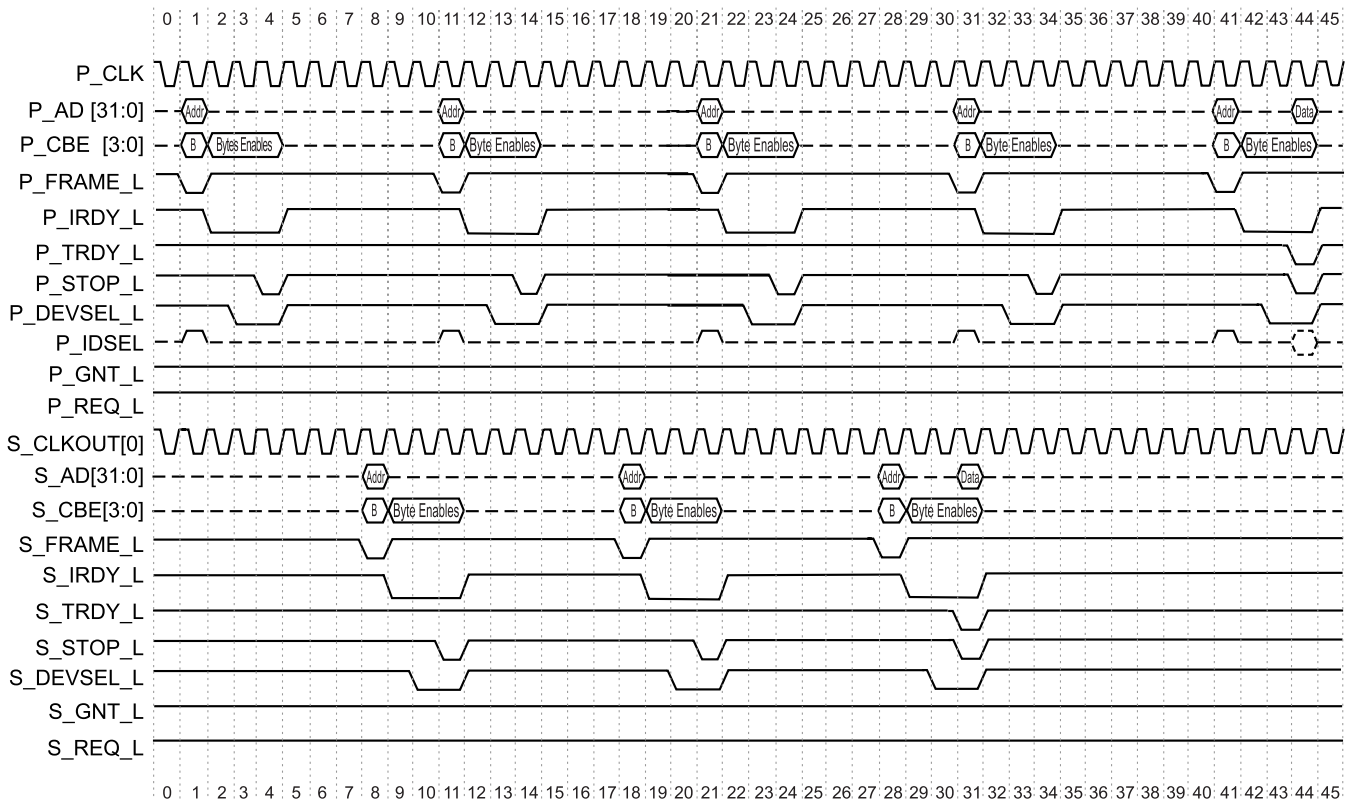 0 1 2 3 4 5 6 7 8 9 10 11 12 13 14 15 16 17 18 19 20 21 22 23 24 25 26 27 28 29 30 31 32 33 34 35 36 37 38 39 40 41 42 43 44 45
P_CLK
P_AD [31:0] Addr Addr Addr Addr Addr Data
P_CBE [3:0] B Bytes Enables B Byte Enables B Byte Enables B Byte Enables B Byte Enables
P_FRAME_L
P_IRDY_L
P_TRDY_L
P_STOP_L
P_DEVSEL_L
P_IDSEL
P_GNT_L
P_REQ_L
S_CLKOUT[0]
S_AD[31:0] Addr Addr Addr Data
S_CBE[3:0] B Byte Enables B Byte Enables B Byte Enables
S_FRAME_L
S_IRDY_L
S_TRDY_L
S_STOP_L
S_DEVSEL_L
S_GNT_L
S_REQ_L
0 1 2 3 4 5 6 7 8 9 10 11 12 13 14 15 16 17 18 19 20 21 22 23 24 25 26 27 28 29 30 31 32 33 34 35 36 37 38 39 40 41 42 43 44 45